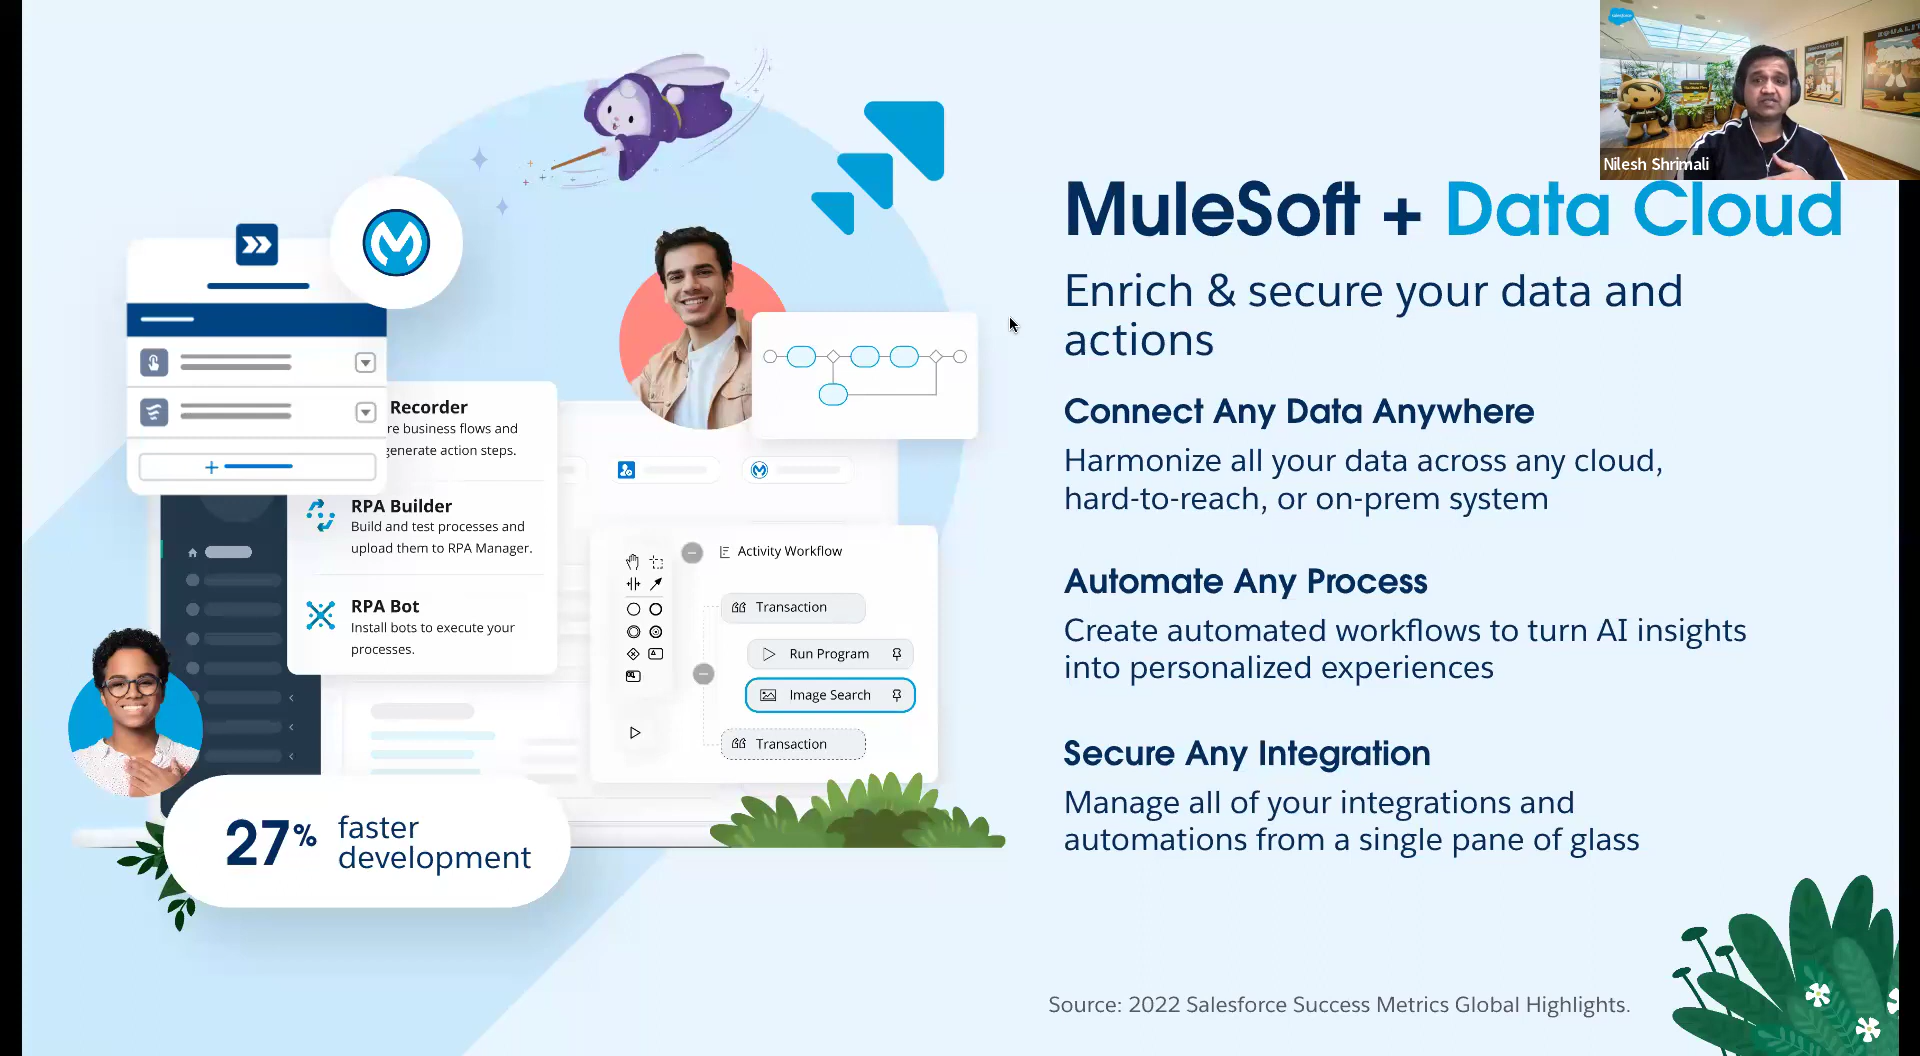 Nilesh Shrimali
MuleSoft + Data Cloud
Enrich & secure your data and
actions
Connect Any Data Anywhere
Harmonize all your data across any cloud,
hard-to-reach, or on-prem system
Automate Any Process
Create automated workflows to turn AI insights
into personalized experiences
Secure Any Integration
Manage all of your integrations and
automations from a single pane of glass
Source: 2022 Salesforce Success Metrics Global Highlights.
Recorder
re business flows and
generate action steps.
RPA Builder
Build and test processes and
upload them to RPA Manager.
RPA Bot
Install bots to execute your
processes.
Activity Workflow
Transaction
Run Program
Image Search
Transaction
27% faster
development